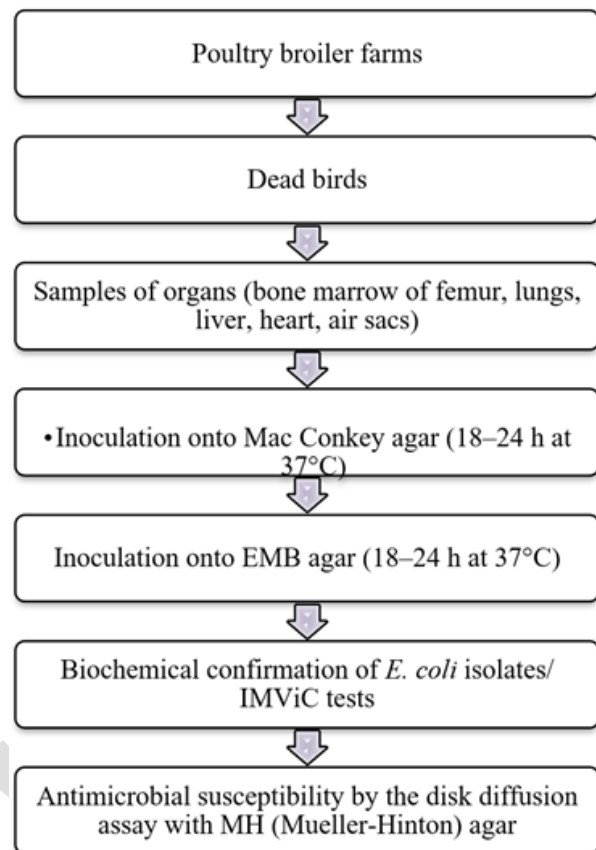 Poultry broiler farms
Dead birds
Samples of organs (bone marrow of femur, lungs,
liver, heart, air sacs)
•Inoculation onto Mac Conkey agar (18–24 h at
37°C)
Inoculation onto EMB agar (18–24 h at 37°C)
Biochemical confirmation of E. coli isolates/
IMViC tests
Antimicrobial susceptibility by the disk diffusion
assay with MH (Mueller-Hinton) agar